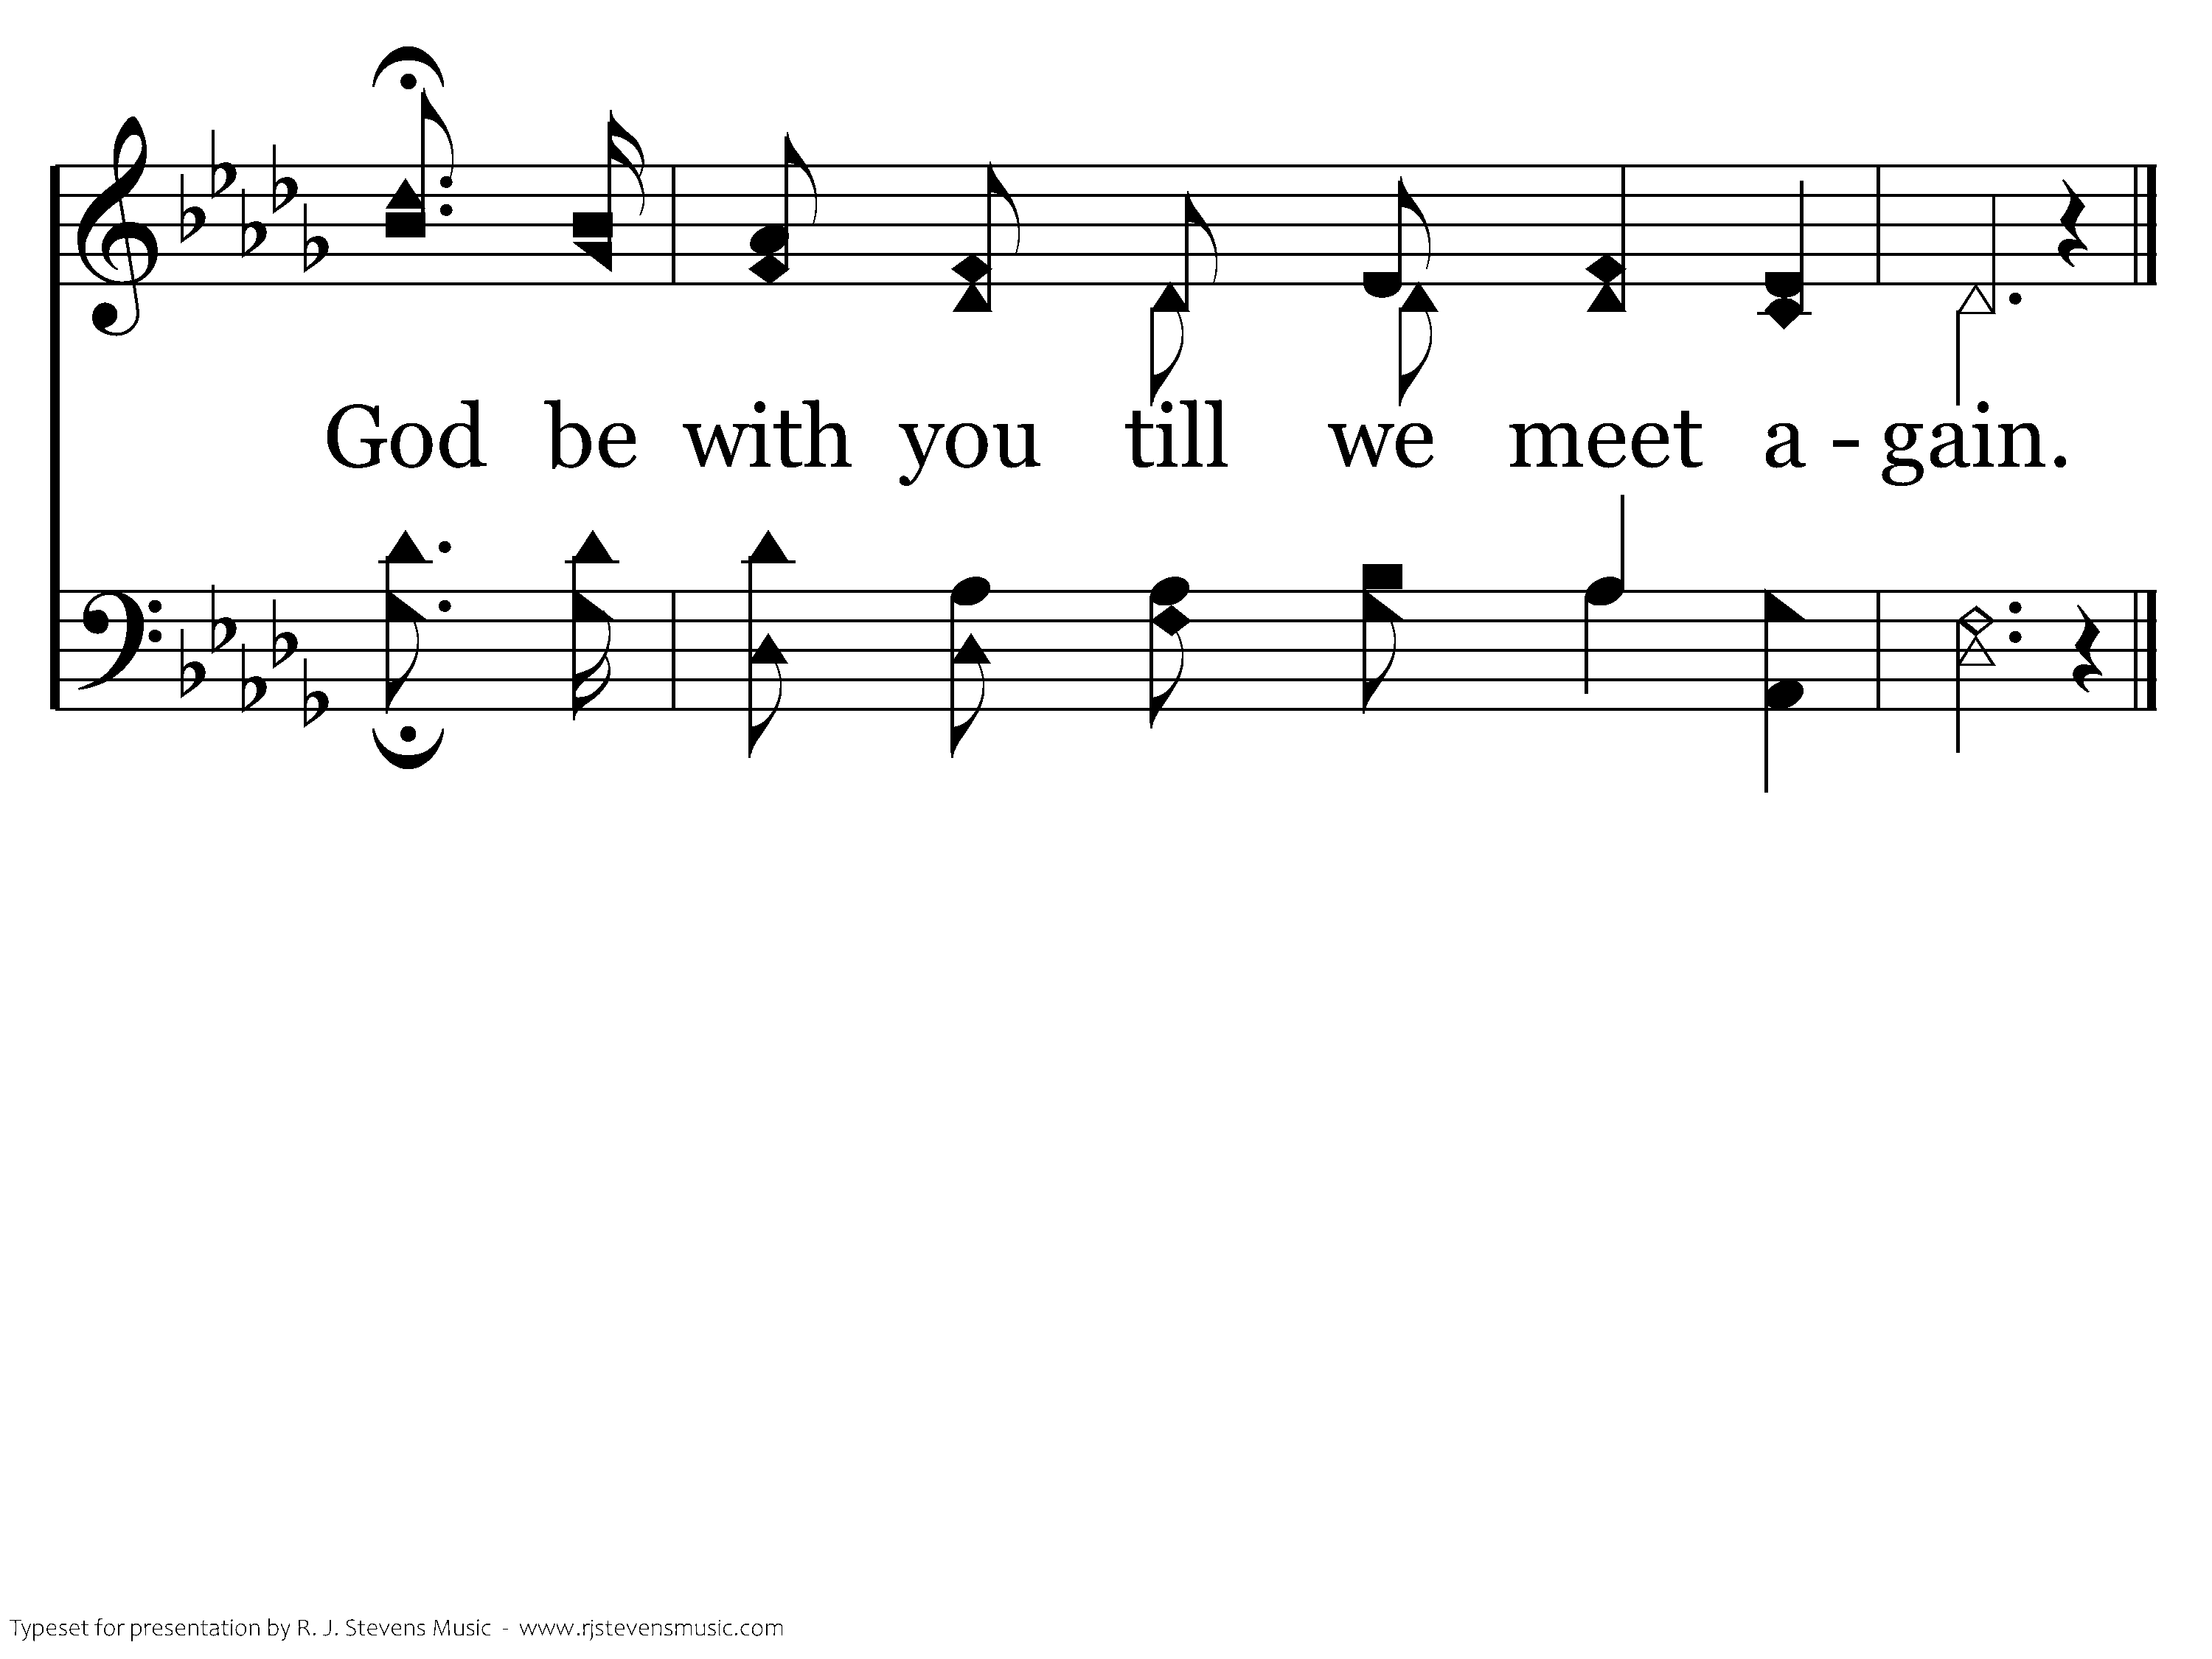 God be with you till we meet a - gain.
Typeset for presentation by R. J. Stevens Music - www.rjstevensmusic.com